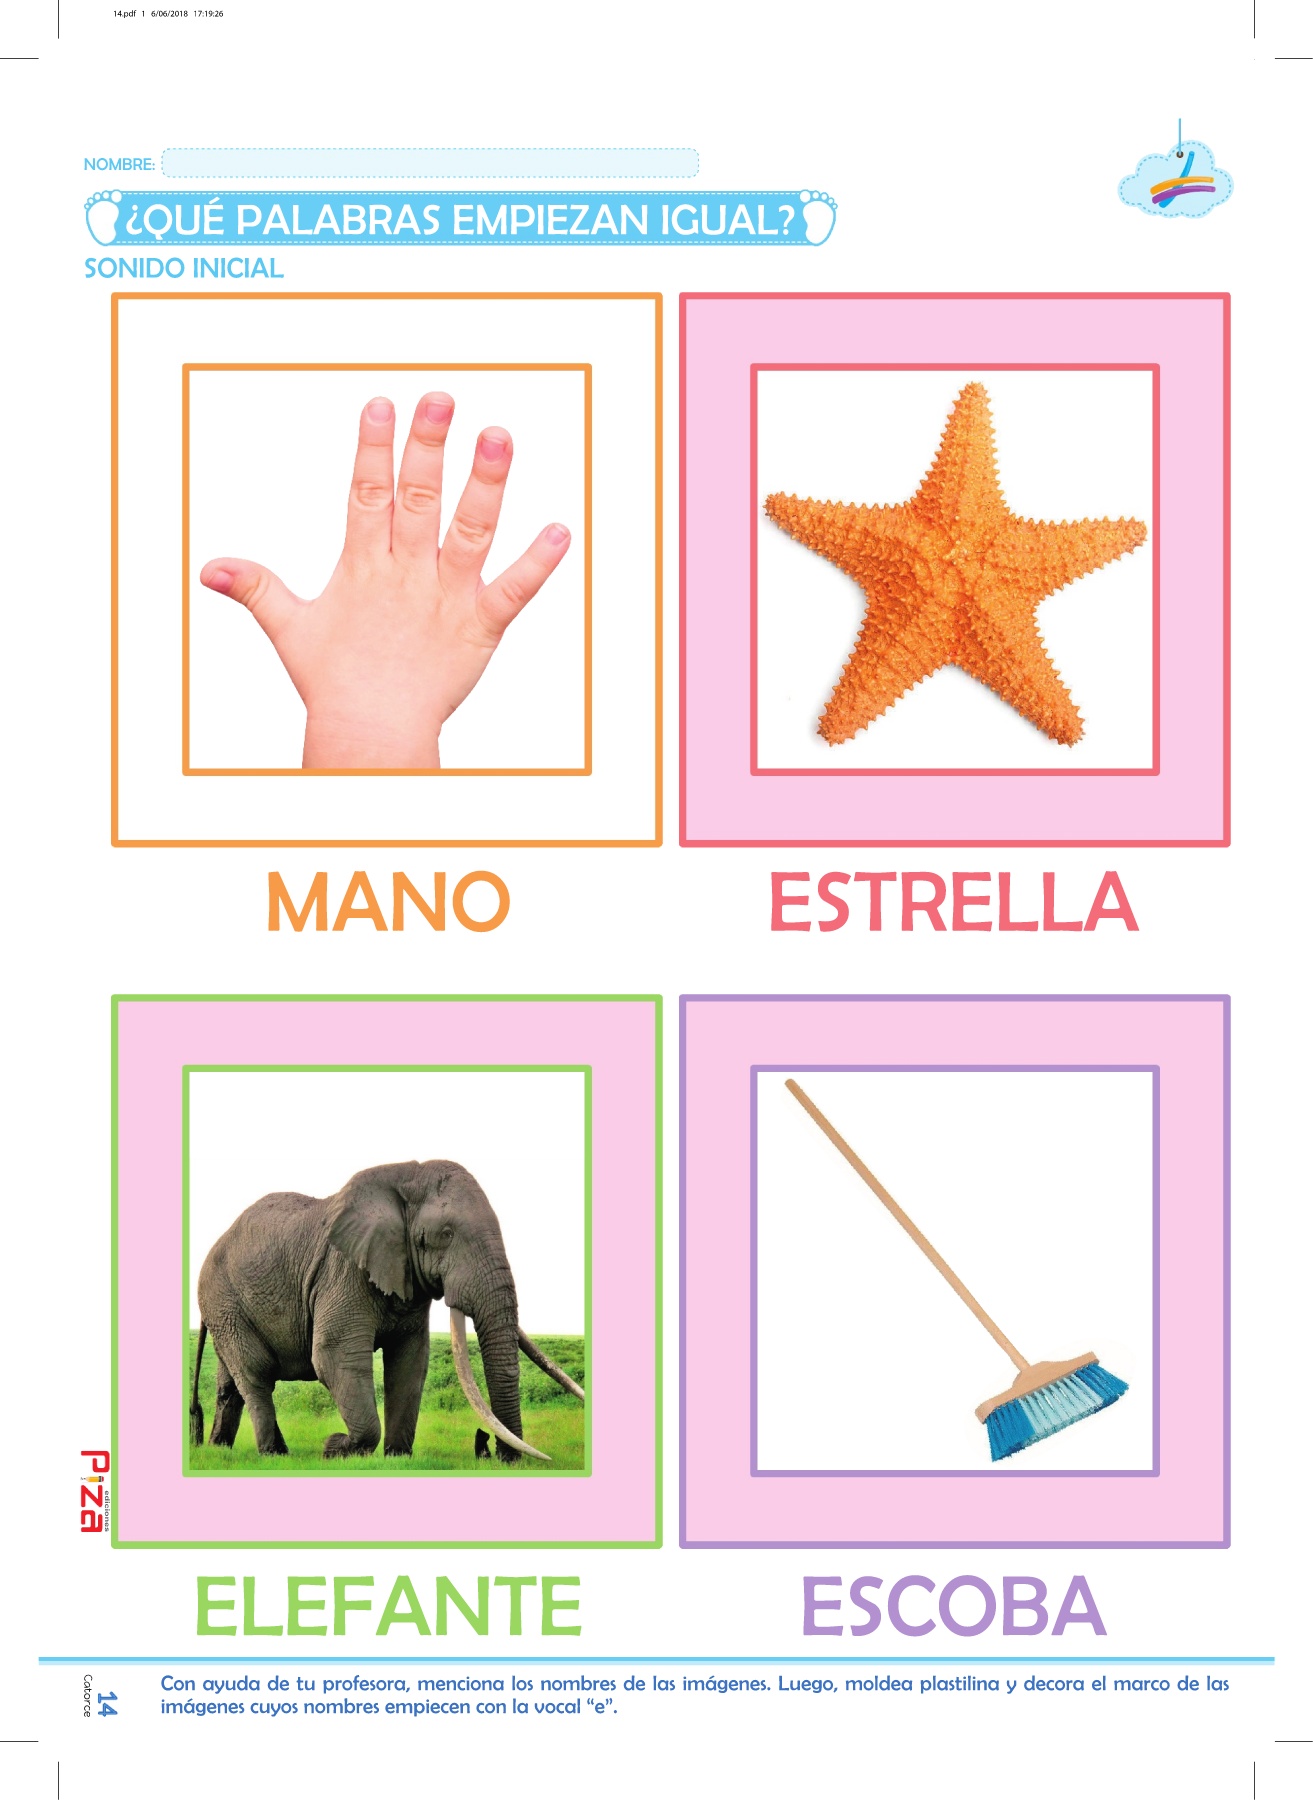 14.pdf 1 6/06/2018 17:19:26
NOMBRE:
¿QUÉ PALABRAS EMPIEZAN IGUAL?
SONIDO INICIAL
MANO
ESTRELLA
ELEFANTE
ESCOBA
PIZA
ediciones
14
Catorce
Con ayuda de tu profesora, menciona los nombres de las imágenes. Luego, moldea plastilina y decora el marco de las
imágenes cuyos nombres empiecen con la vocal “e”.